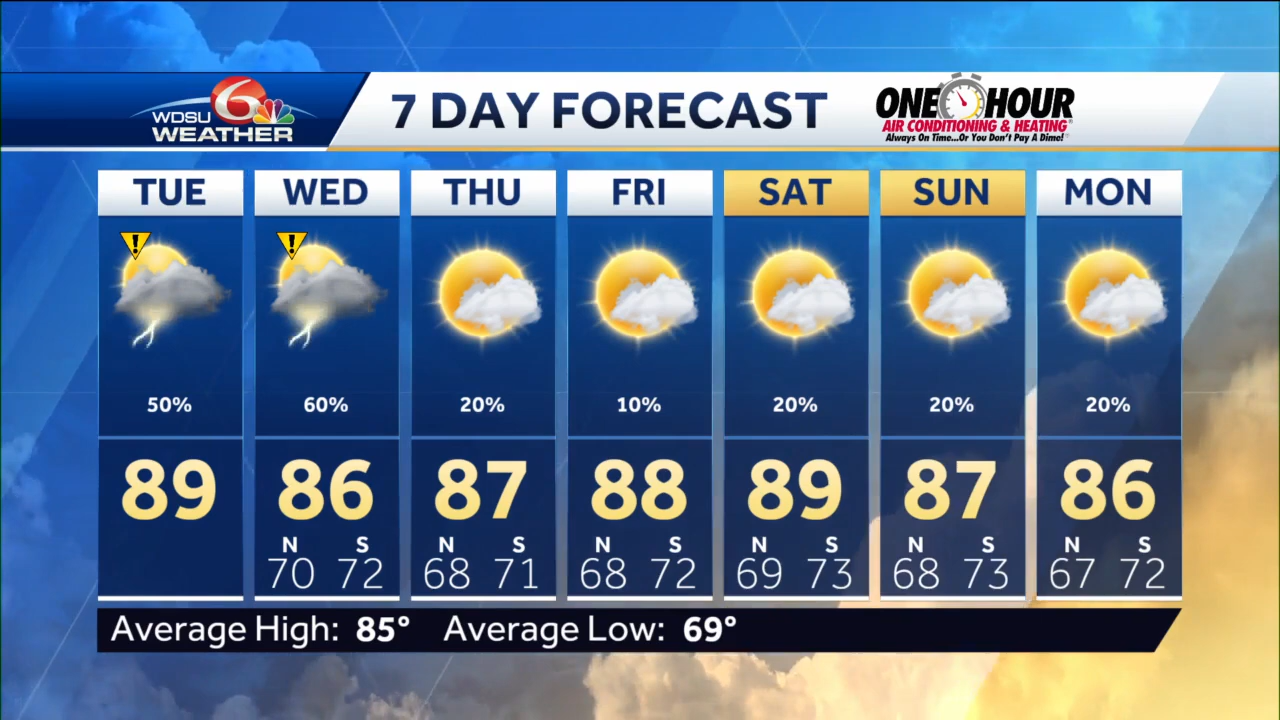 WDSU 6
WEATHER
7 DAY FORECAST
ONE HOUR
AIR CONDITIONING & HEATING®
Always On Time...Or You Don't Pay A Dime!®
TUE WED THU FRI SAT SUN MON
! !
50% 60% 20% 10% 20% 20% 20%
89 86 87 88 89 87 86
N S N S N S N S N S N S
70 72 68 71 68 72 69 73 68 73 67 72
Average High: 85° Average Low: 69°